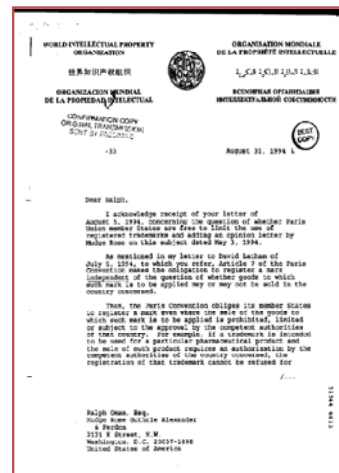 WORLD INTELLECTUAL PROPERTY
ORGANIZATION
ORGANISATION MONDIALE
DE LA PROPRIÉTÉ INTELLECTUELLE
世界知识产权组织
ORGANIZACION MUNDIAL
DE LA PROPIEDAD INTELECTUAL
ВСЕМИРНАЯ ОРГАНИЗАЦИЯ
ИНТЕЛЛЕКТУАЛЬНОЙ СОБСТВЕННОСТИ
CONFIRMATION COPY
ORIGINAL TRANSMISSION
SENT BY
BEST
COPY
-33
August 31, 1994
Dear Ralph,
I acknowledge receipt of your letter of
August 5, 1994, concerning the question of whether Paris
Union member States are free to limit the use of
registered trademarks and adding an opinion letter by
Mudge Rose on this subject dated May 3, 1994.
As mentioned in my letter to David Latham of
July 5, 1994, to which you refer, Article 7 of the Paris
Convention makes the obligation to register a mark
independent of the question of whether goods to which
such mark is to be applied may or may not be sold in the
country concerned.
Thus, the Paris Convention obliges its member States
to register a mark even where the sale of the goods to
which such mark is to be applied is prohibited, limited
or subject to the approval by the competent authorities
of that country. For example, if a trademark is intended
to be used for a particular pharmaceutical product and
the sale of such product requires an authorization by the
competent authorities of the country concerned, the
registration of that trademark cannot be refused for
/...
Ralph Oman, Esq.
Mudge Rose Guthrie Alexander
& Ferdon
2121 K Street, N.W.
Washington, D.C. 20037-1898
United States of America